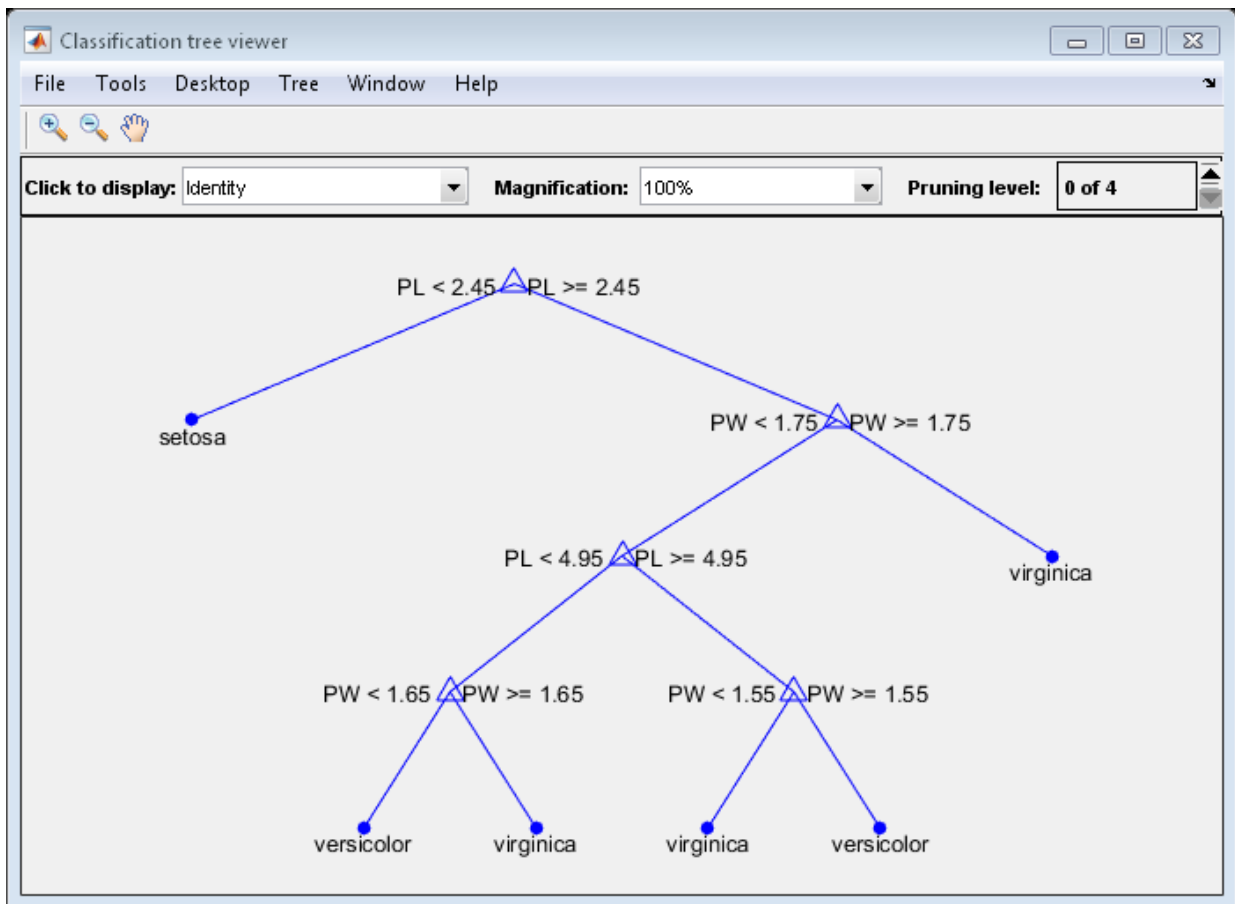 Classification tree viewer
File Tools Desktop Tree Window Help
Click to display: Identity Magnification: 100% Pruning level: 0 of 4
PL < 2.45 PL >= 2.45
setosa
PW < 1.75 PW >= 1.75
PL < 4.95 PL >= 4.95
virginica
PW < 1.65 PW >= 1.65 PW < 1.55 PW >= 1.55
versicolor virginica virginica versicolor